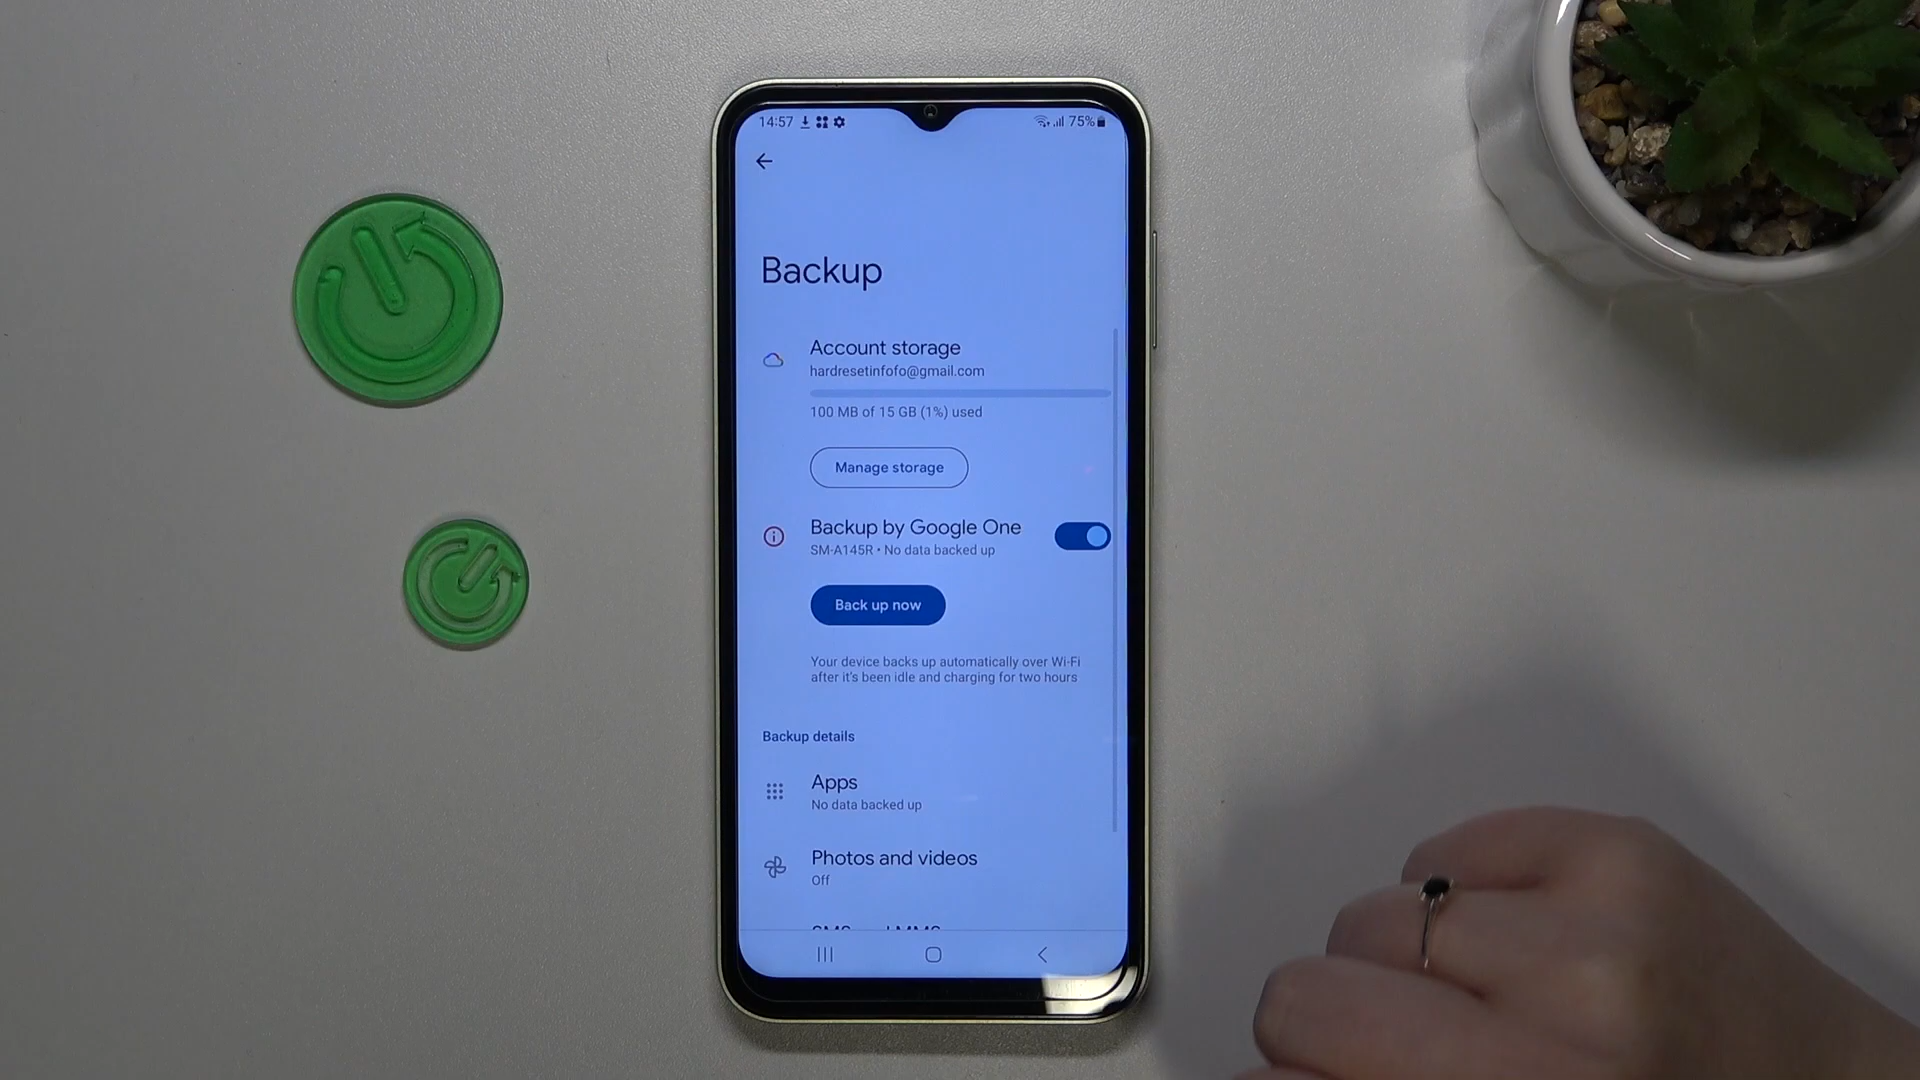 14:57
75%
Backup
Account storage
hardresetinfofo@gmail.com
100 MB of 15 GB (1%) used
Manage storage
Backup by Google One
SM-A145R • No data backed up
Back up now
Your device backs up automatically over Wi-Fi
after it's been idle and charging for two hours
Backup details
Apps
No data backed up
Photos and videos
Off